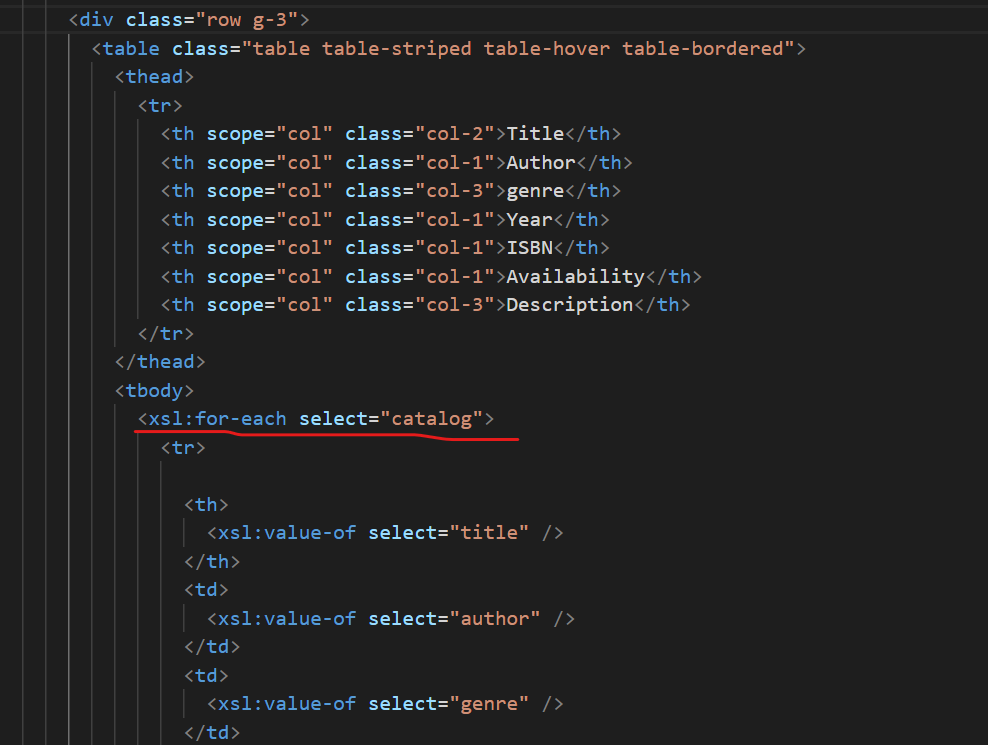 <div class="row g-3">
<table class="table table-striped table-hover table-bordered">
<thead>
<tr>
<th scope="col" class="col-2">Title</th>
<th scope="col" class="col-1">Author</th>
<th scope="col" class="col-3">genre</th>
<th scope="col" class="col-1">Year</th>
<th scope="col" class="col-1">ISBN</th>
<th scope="col" class="col-1">Availability</th>
<th scope="col" class="col-3">Description</th>
</tr>
</thead>
<tbody>
<xsl:for-each select="catalog">
<tr>
<th>
<xsl:value-of select="title" />
</th>
<td>
<xsl:value-of select="author" />
</td>
<td>
<xsl:value-of select="genre" />
</td>